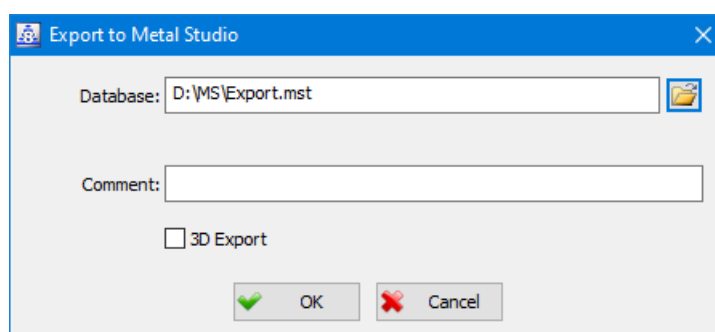 Export to Metal Studio
Database: D:\MS\Export.mst
Comment:
3D Export
OK Cancel